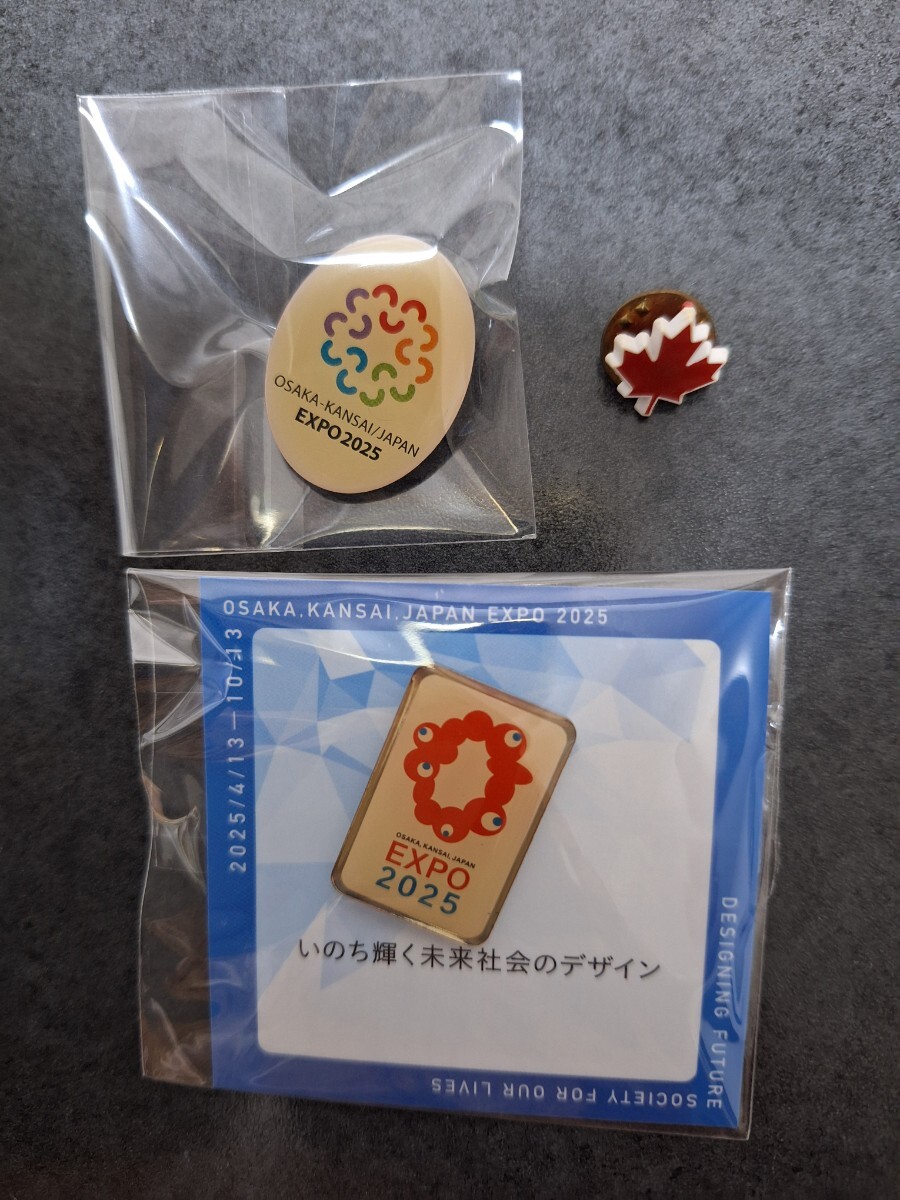 OSAKA-KANSAI/JAPAN
EXPO2025
OSAKA,KANSAI,JAPAN EXPO 2025
2025/4/13—10/13
OSAKA, KANSAI, JAPAN
EXPO
2025
いのち輝く未来社会のデザイン
DESIGNING FUTURE
SOCIETY FOR OUR LIVES